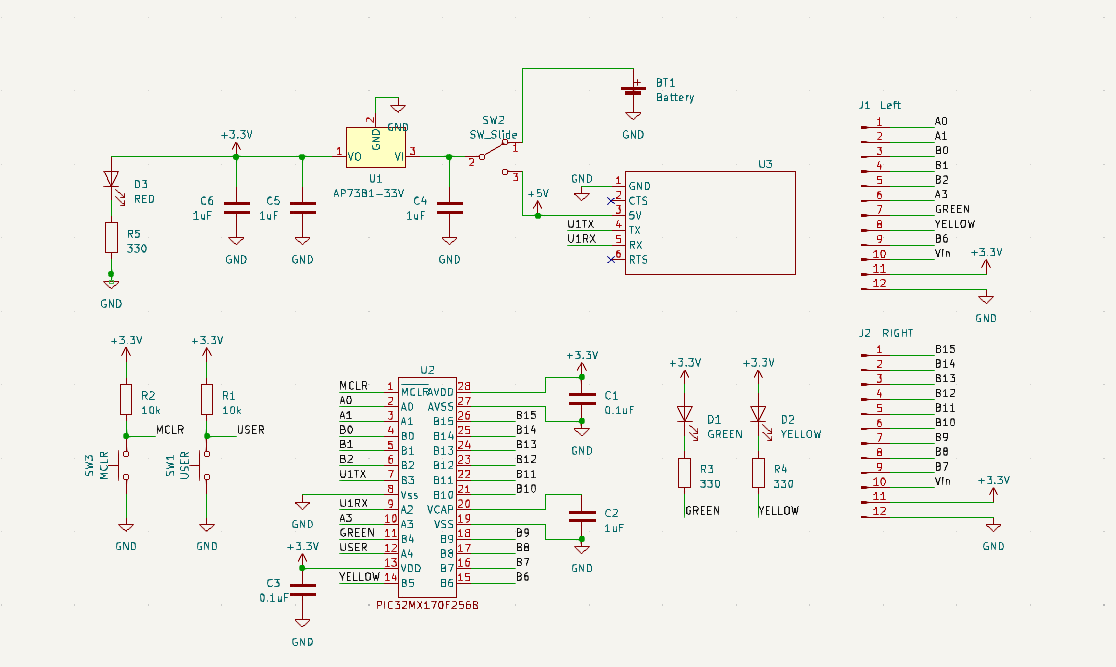 BT1
Battery
GND
SW2
SW_Slide
1
2
3
+3.3V
2
GND
GND
1
VO
VI
3
U1
AP73B1-33V
D3
RED
R5
330
GND
C6
1uF
GND
C5
1uF
GND
C4
1uF
GND
+5V
U3
GND
1 GND
2 CTS
3 5V
U1TX 4 TX
U1RX 5 RX
6 RTS
J1 Left
1 A0
2 A1
3 B0
4 B1
5 B2
6 A3
7 GREEN
8 YELLOW
9 B6
10 Vin
11 +3.3V
12
GND
J2 RIGHT
1 B15
2 B14
3 B13
4 B12
5 B11
6 B10
7 B9
8 B8
9 B7
10 Vin
11 +3.3V
12
GND
+3.3V
R2
10k
MCLR
SW3
MCLR
GND
+3.3V
R1
10k
USER
SW1
USER
GND
U2
MCLR 1 MCLR
A0 2 A0
A1 3 A1
B0 4 B0
B1 5 B1
B2 6 B2
U1TX 7 B3
8 Vss
GND
U1RX 9 A2
A3 10 A3
GREEN 11 B4
USER 12 A4
+3.3V
13 VDD
YELLOW 14 B5
C3
0.1uF
GND
AVDD 28
AVSS 27
B15 26 B15
B14 25 B14
B13 24 B13
B12 23 B12
B11 22 B11
B10 21 B10
VCAP 20
VSS 19
B9 18 B9
B8 17 B8
B7 16 B7
B6 15 B6
PIC32MX170F256B
+3.3V
C1
0.1uF
GND
C2
1uF
GND
+3.3V
D1
GREEN
R3
330
GREEN
+3.3V
D2
YELLOW
R4
330
YELLOW